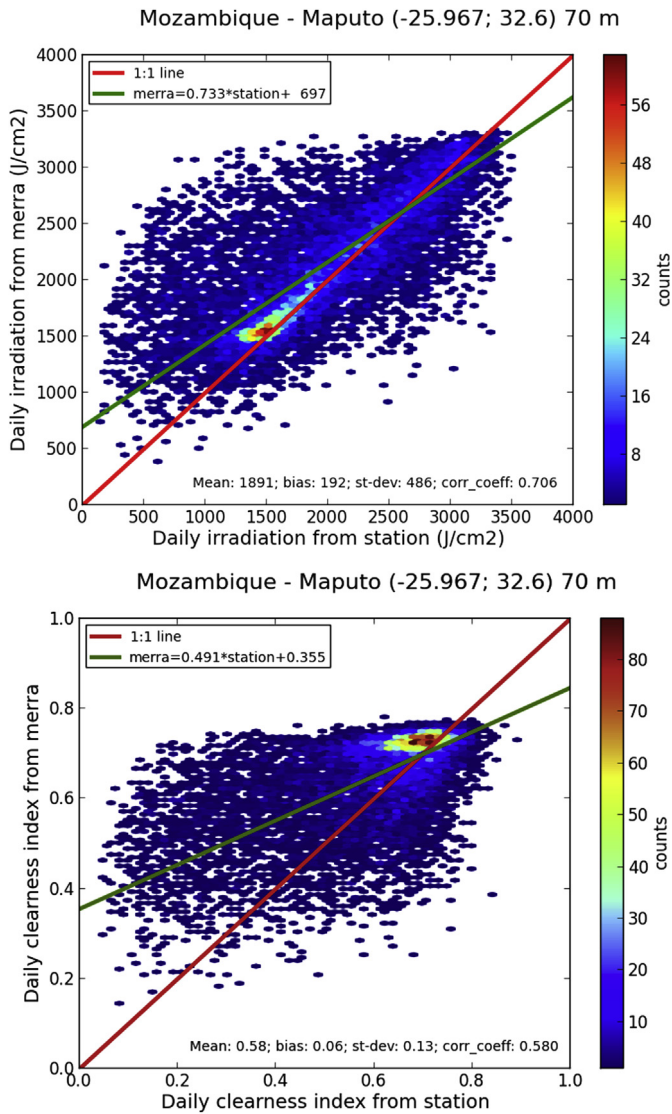 Mozambique - Maputo (-25.967; 32.6) 70 m
4000
3500
3000
2500
2000
1500
1000
500
0
Daily irradiation from merra (J/cm2)
1:1 line
merra=0.733*station+ 697
Mean: 1891; bias: 192; st-dev: 486; corr_coeff: 0.706
0 500 1000 1500 2000 2500 3000 3500 4000
Daily irradiation from station (J/cm2)
56
48
40
32
24
16
8
counts
Mozambique - Maputo (-25.967; 32.6) 70 m
1.0
0.8
0.6
0.4
0.2
0.0
Daily clearness index from merra
1:1 line
merra=0.491*station+0.355
Mean: 0.58; bias: 0.06; st-dev: 0.13; corr_coeff: 0.580
0.0 0.2 0.4 0.6 0.8 1.0
Daily clearness index from station
80
70
60
50
40
30
20
10
counts